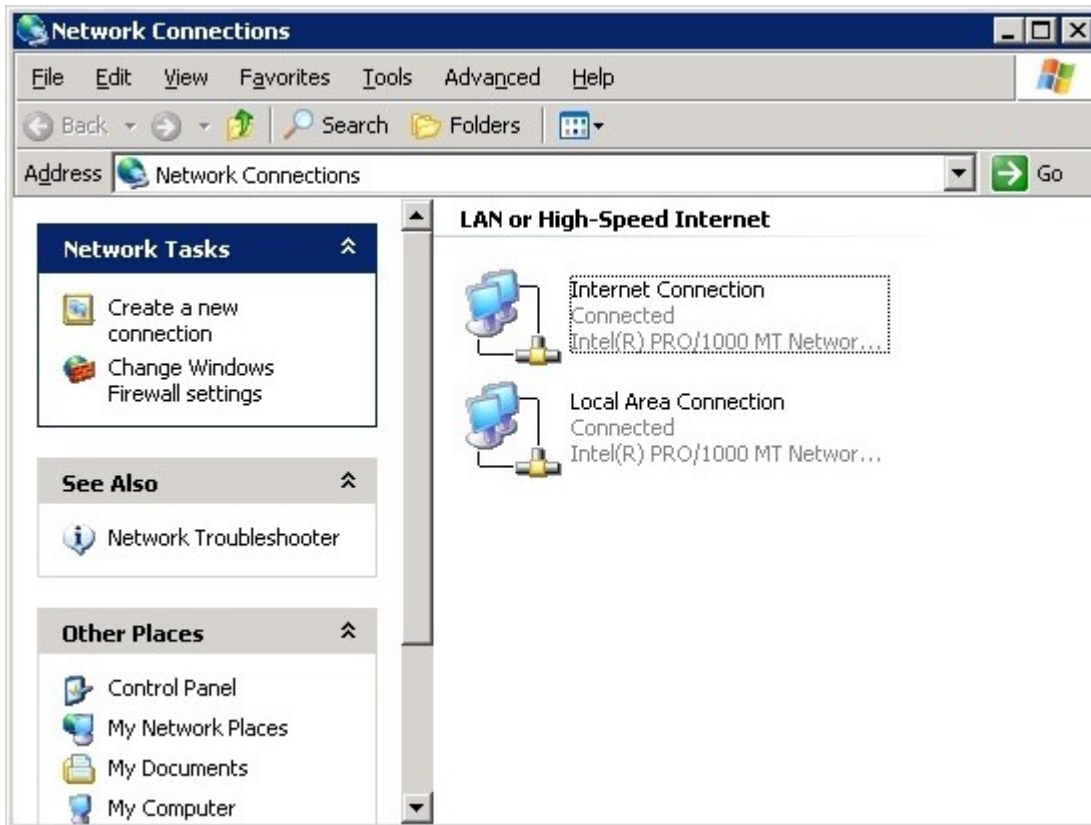 Network Connections
File Edit View Favorites Tools Advanced Help
Back Search Folders
Address Network Connections Go
Network Tasks
Create a new
connection
Change Windows
Firewall settings
See Also
Network Troubleshooter
Other Places
Control Panel
My Network Places
My Documents
My Computer
LAN or High-Speed Internet
Internet Connection
Connected
Intel(R) PRO/1000 MT Networ...
Local Area Connection
Connected
Intel(R) PRO/1000 MT Networ...